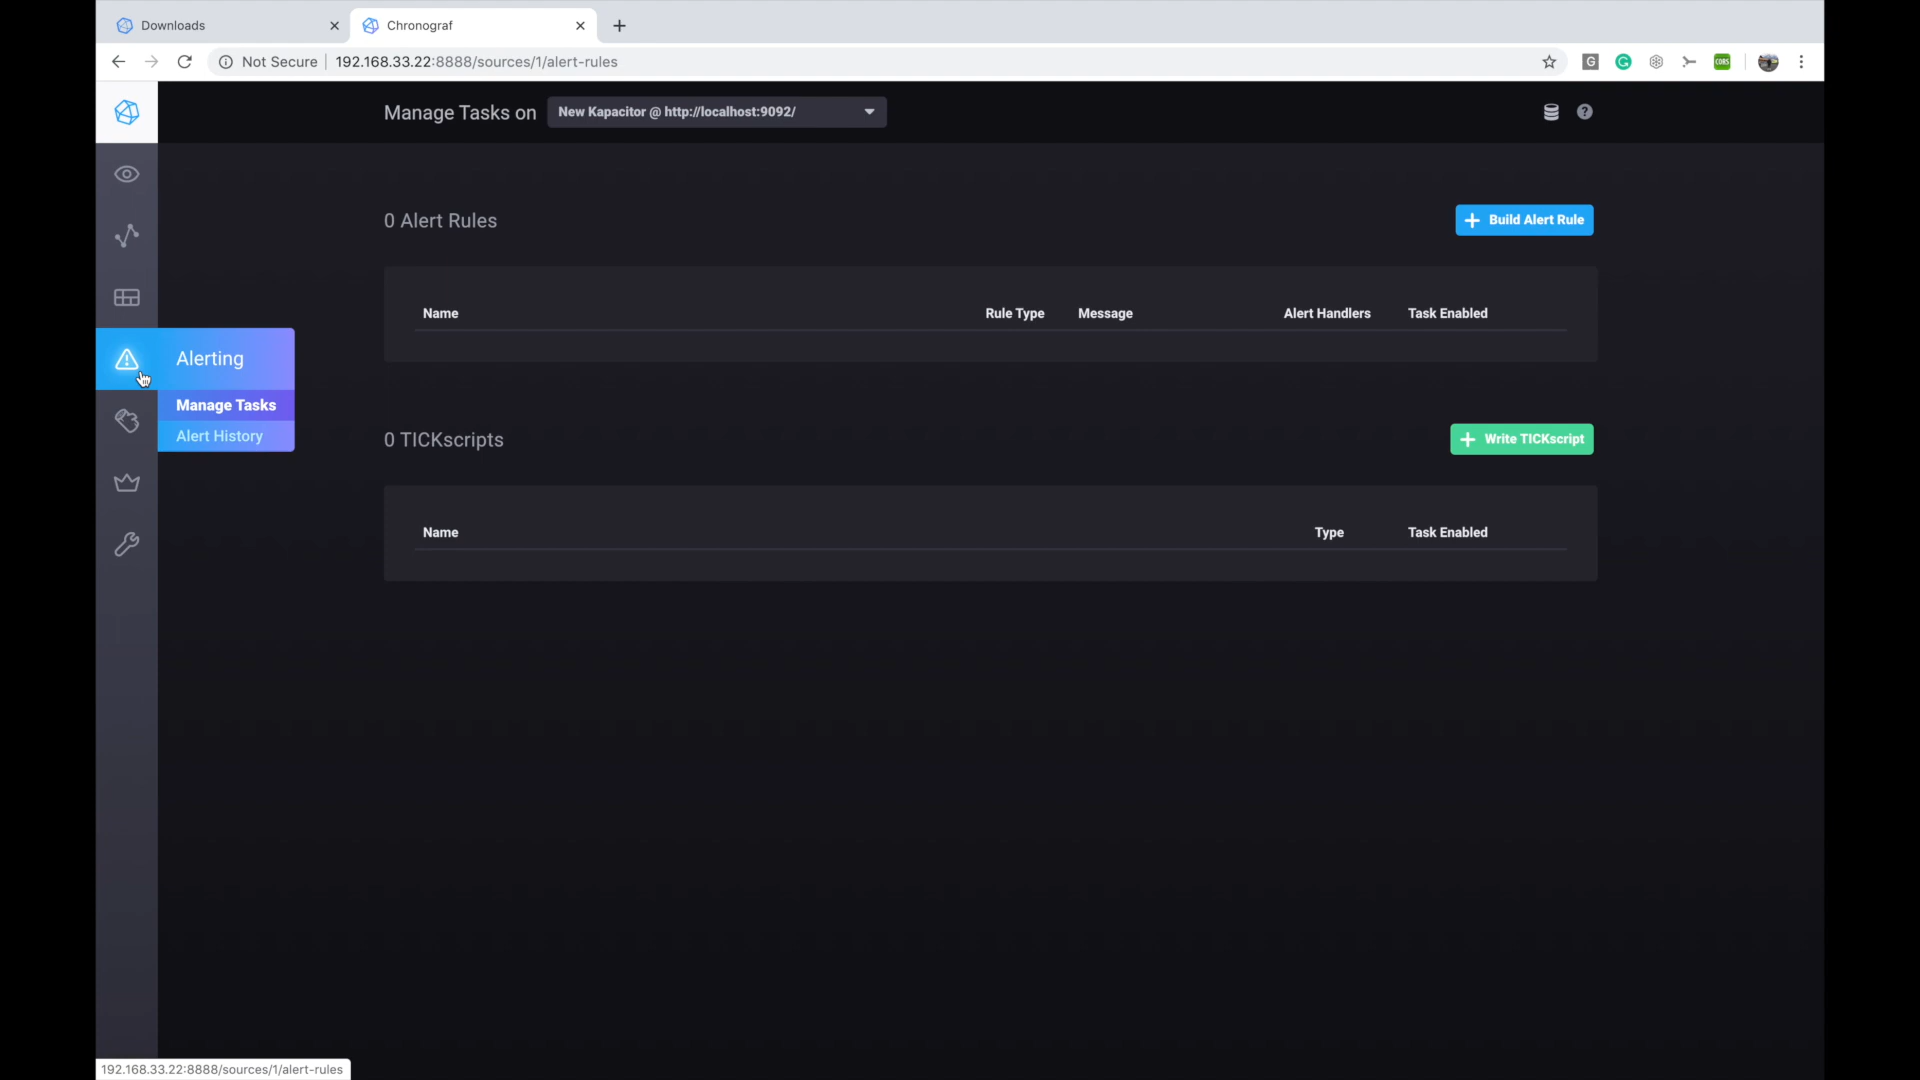 Downloads
Chronograf
Not Secure
192.168.33.22:8888/sources/1/alert-rules
G
CORS
Manage Tasks on
New Kapacitor @ http://localhost:9092/
0 Alert Rules
Build Alert Rule
Name
Rule Type
Message
Alert Handlers
Task Enabled
Alerting
Manage Tasks
Alert History
0 TICKscripts
Write TICKscript
Name
Type
Task Enabled
192.168.33.22:8888/sources/1/alert-rules